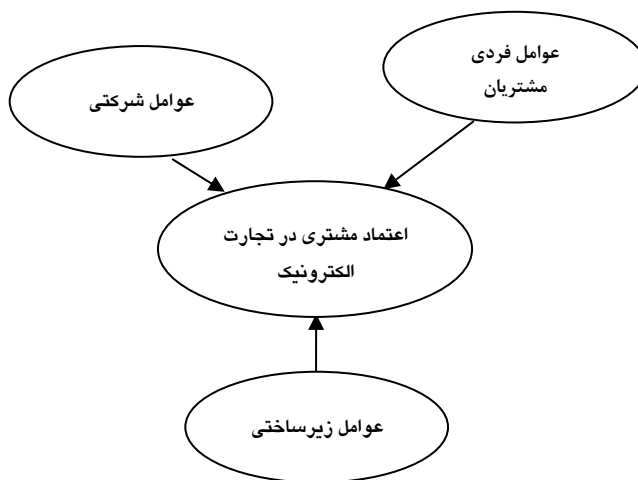 عوامل فردی
مشتریان
عوامل شرکتی
اعتماد مشتری در تجارت
الکترونیک
عوامل زیرساختی